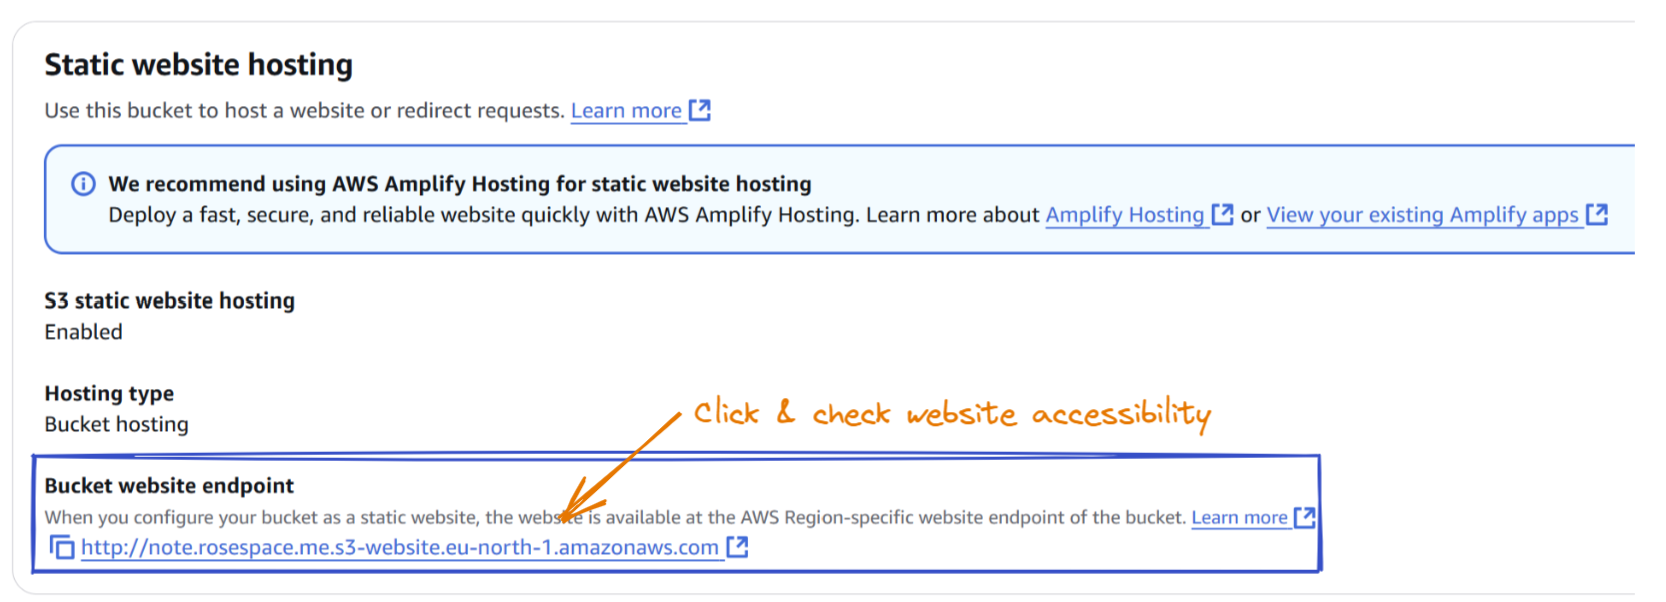 Static website hosting
Use this bucket to host a website or redirect requests. Learn more
We recommend using AWS Amplify Hosting for static website hosting
Deploy a fast, secure, and reliable website quickly with AWS Amplify Hosting. Learn more about Amplify Hosting or View your existing Amplify apps
S3 static website hosting
Enabled
Hosting type
Bucket hosting
Click & check website accessibility
Bucket website endpoint
When you configure your bucket as a static website, the website is available at the AWS Region-specific website endpoint of the bucket. Learn more
http://note.rosespace.me.s3-website.eu-north-1.amazonaws.com